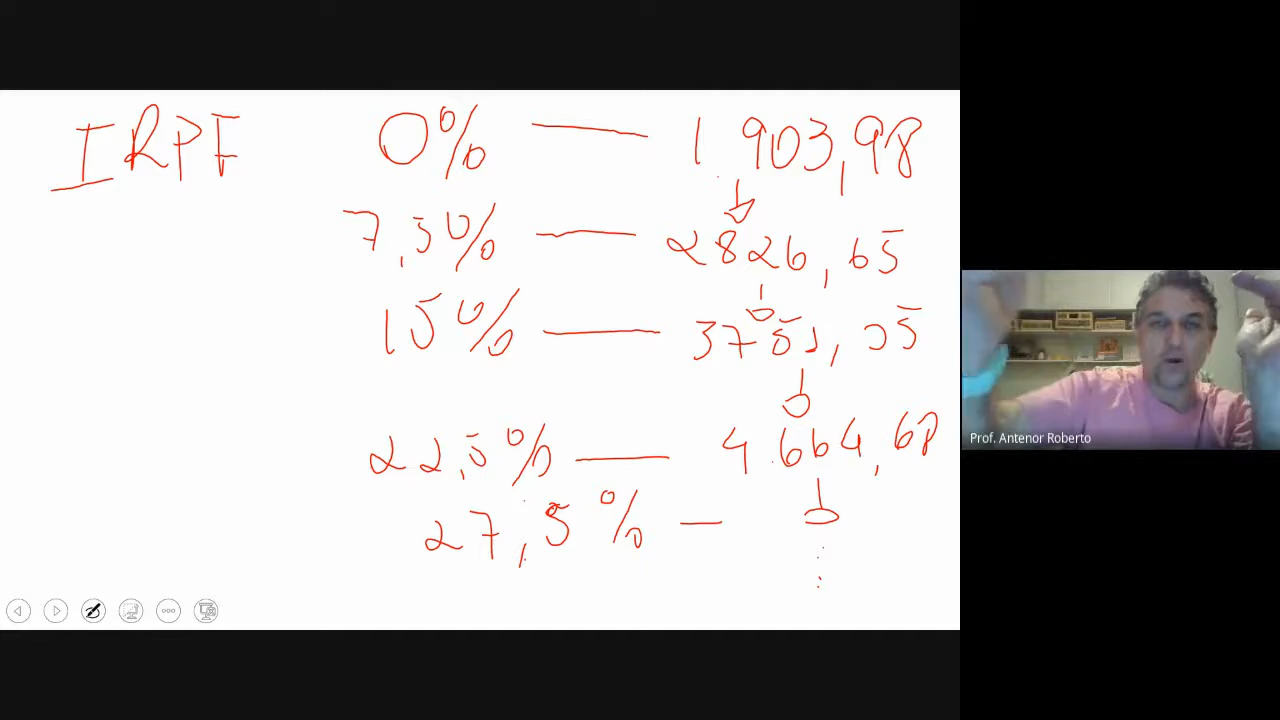 IRPF 0% — 1.903,98
7,5% — 2826,65
15% — 3751,05
22,5% — 4.664,68
27,5% —
Prof. Antenor Roberto